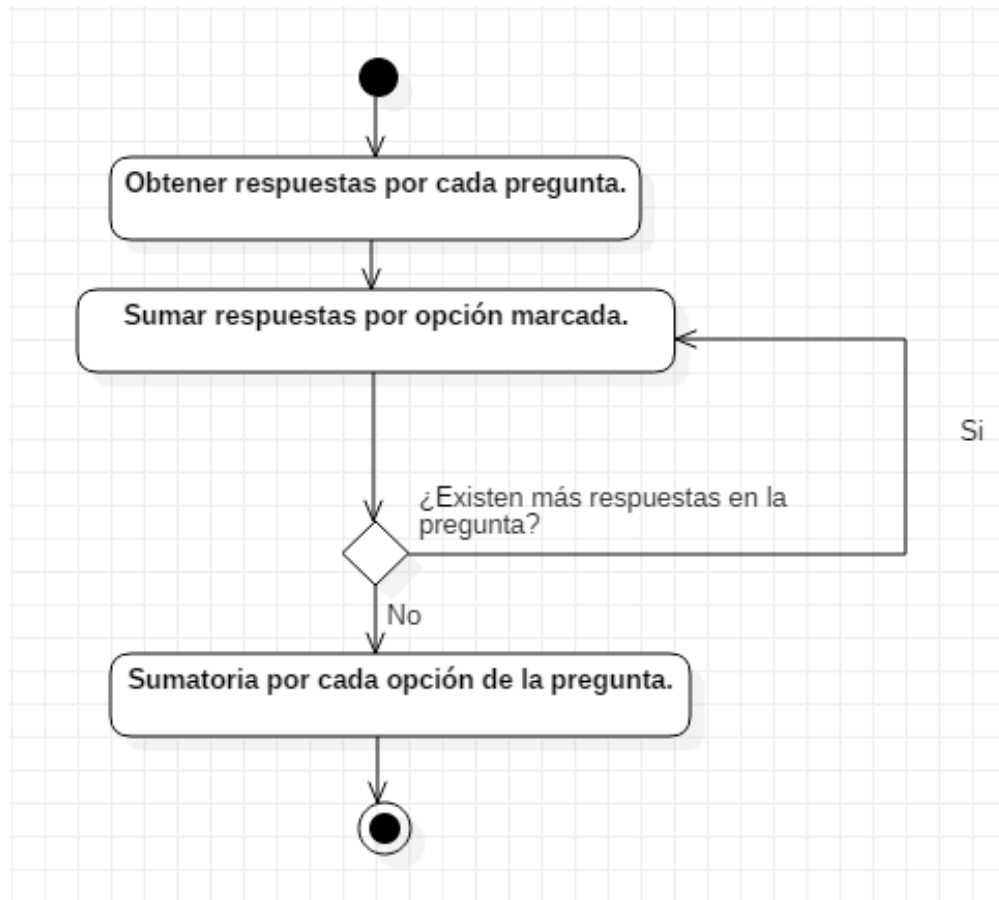 Obtener respuestas por cada pregunta.
Sumar respuestas por opción marcada.
Si
¿Existen más respuestas en la
pregunta?
No
Sumatoria por cada opción de la pregunta.